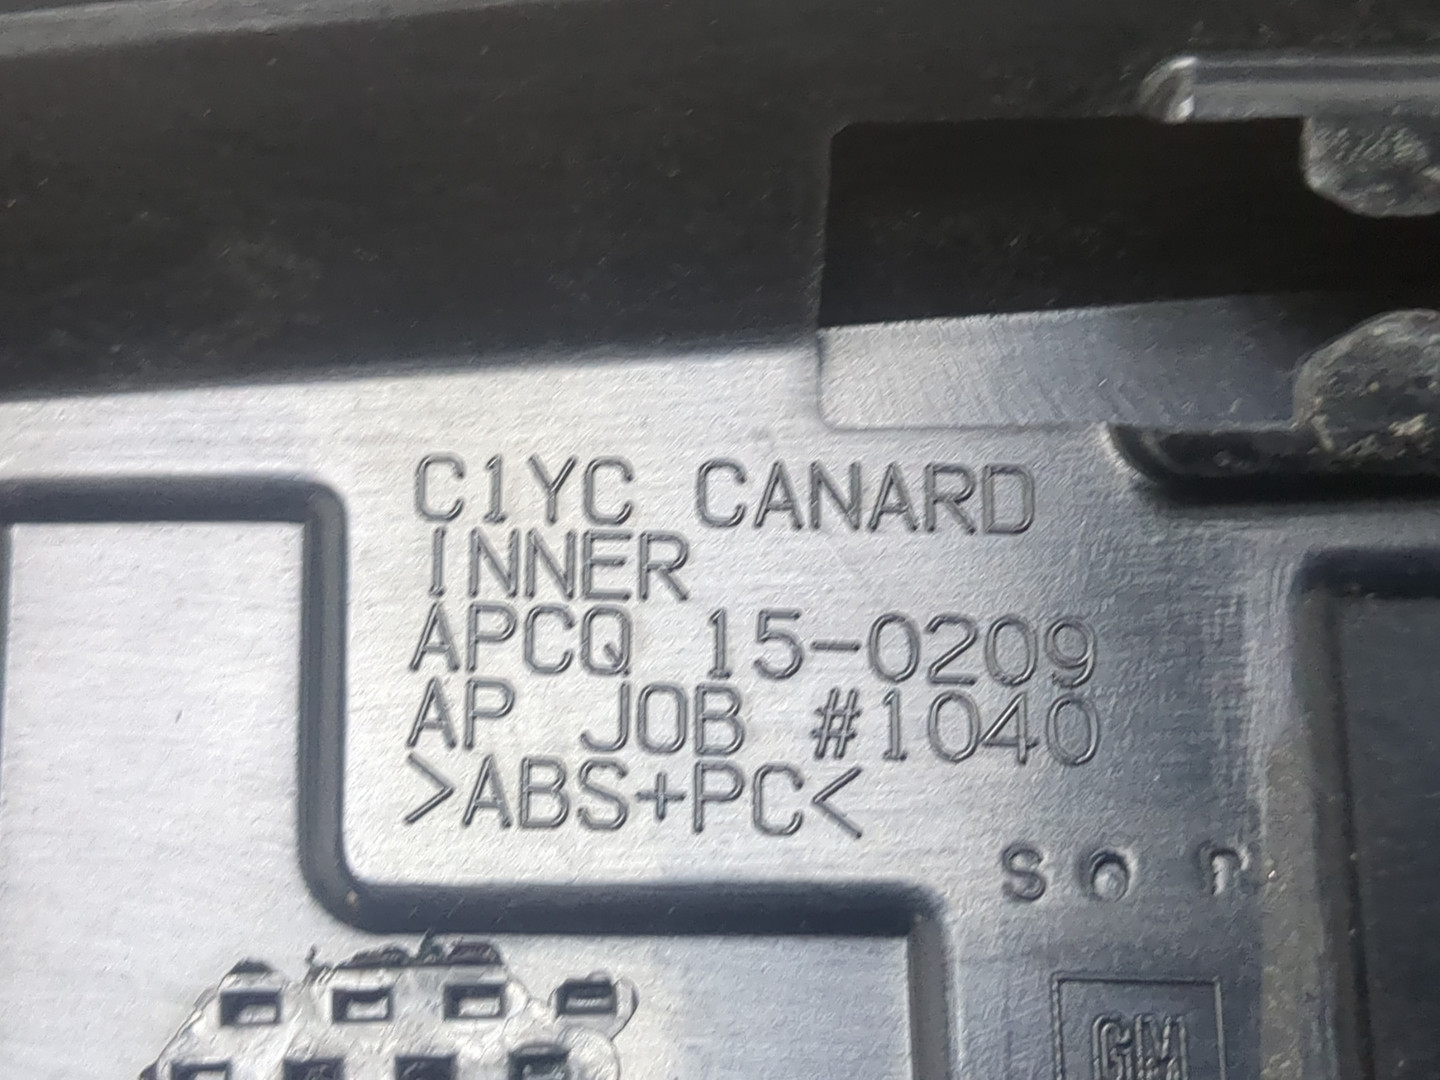 C1YC CANARD
INNER
APCQ 15-0209
AP JOB #1040
>ABS+PC<
GM